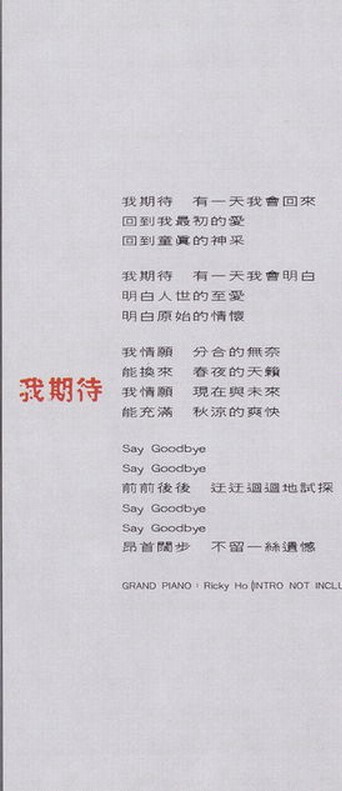 我期待
我期待　有一天我會回來
回到我最初的愛
回到童真的神采
我期待　有一天我會明白
明白人世的至愛
明白原始的情懷
我情願　分合的無奈
能換來　春夜的天籟
我情願　現在與未來
能充滿　秋涼的爽快
Say Goodbye
Say Goodbye
前前後後　迂迂迴迴地試探
Say Goodbye
Say Goodbye
昂首闊步　不留一絲遺憾
GRAND PIANO : Ricky Ho (INTRO NOT INCLU